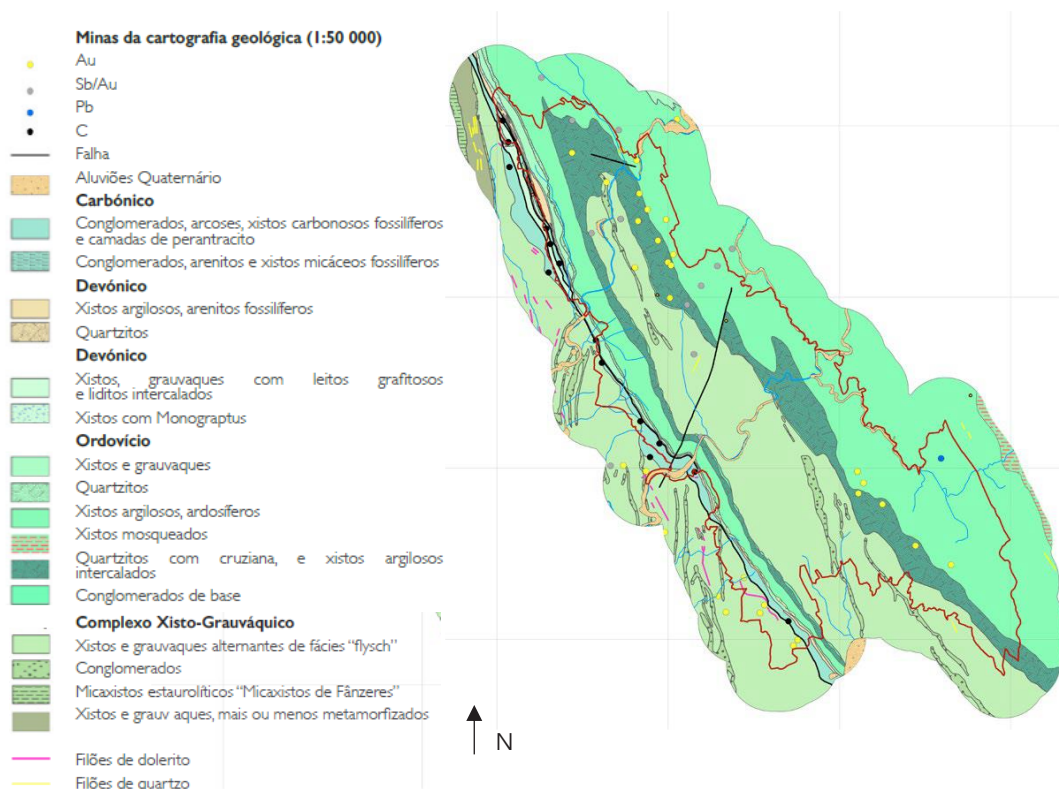 Minas da cartografia geológica (1:50 000)
Au
Sb/Au
Pb
C
Falha
Aluviões Quaternário
Carbónico
Conglomerados, arcoses, xistos carbonosos fossilíferos
e camadas de perantracito
Conglomerados, arenitos e xistos micáceos fossilíferos
Devónico
Xistos argilosos, arenitos fossilíferos
Quartzitos
Devónico
Xistos, grauvaques com leitos grafitosos
e liditos intercalados
Xistos com Monograptus
Ordovício
Xistos e grauvaques
Quartzitos
Xistos argilosos, ardosíferos
Xistos mosqueados
Quartzitos com cruziana, e xistos argilosos
intercalados
Conglomerados de base
Complexo Xisto-Grauváquico
Xistos e grauvaques alternantes de fácies “flysch”
Conglomerados
Micaxistos estaurolíticos “Micaxistos de Fânzeres”
Xistos e grauv aques, mais ou menos metamorfizados
Filões de dolerito
Filões de quartzo
N